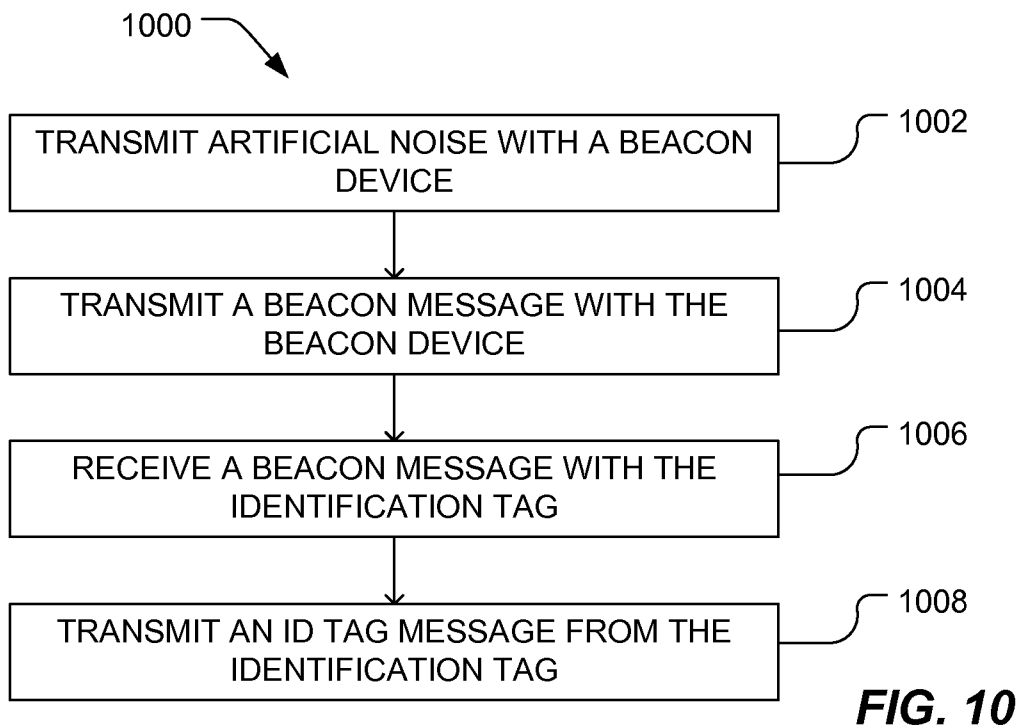 1000
TRANSMIT ARTIFICIAL NOISE WITH A BEACON
DEVICE
1002
TRANSMIT A BEACON MESSAGE WITH THE
BEACON DEVICE
1004
RECEIVE A BEACON MESSAGE WITH THE
IDENTIFICATION TAG
1006
TRANSMIT AN ID TAG MESSAGE FROM THE
IDENTIFICATION TAG
1008
FIG. 10